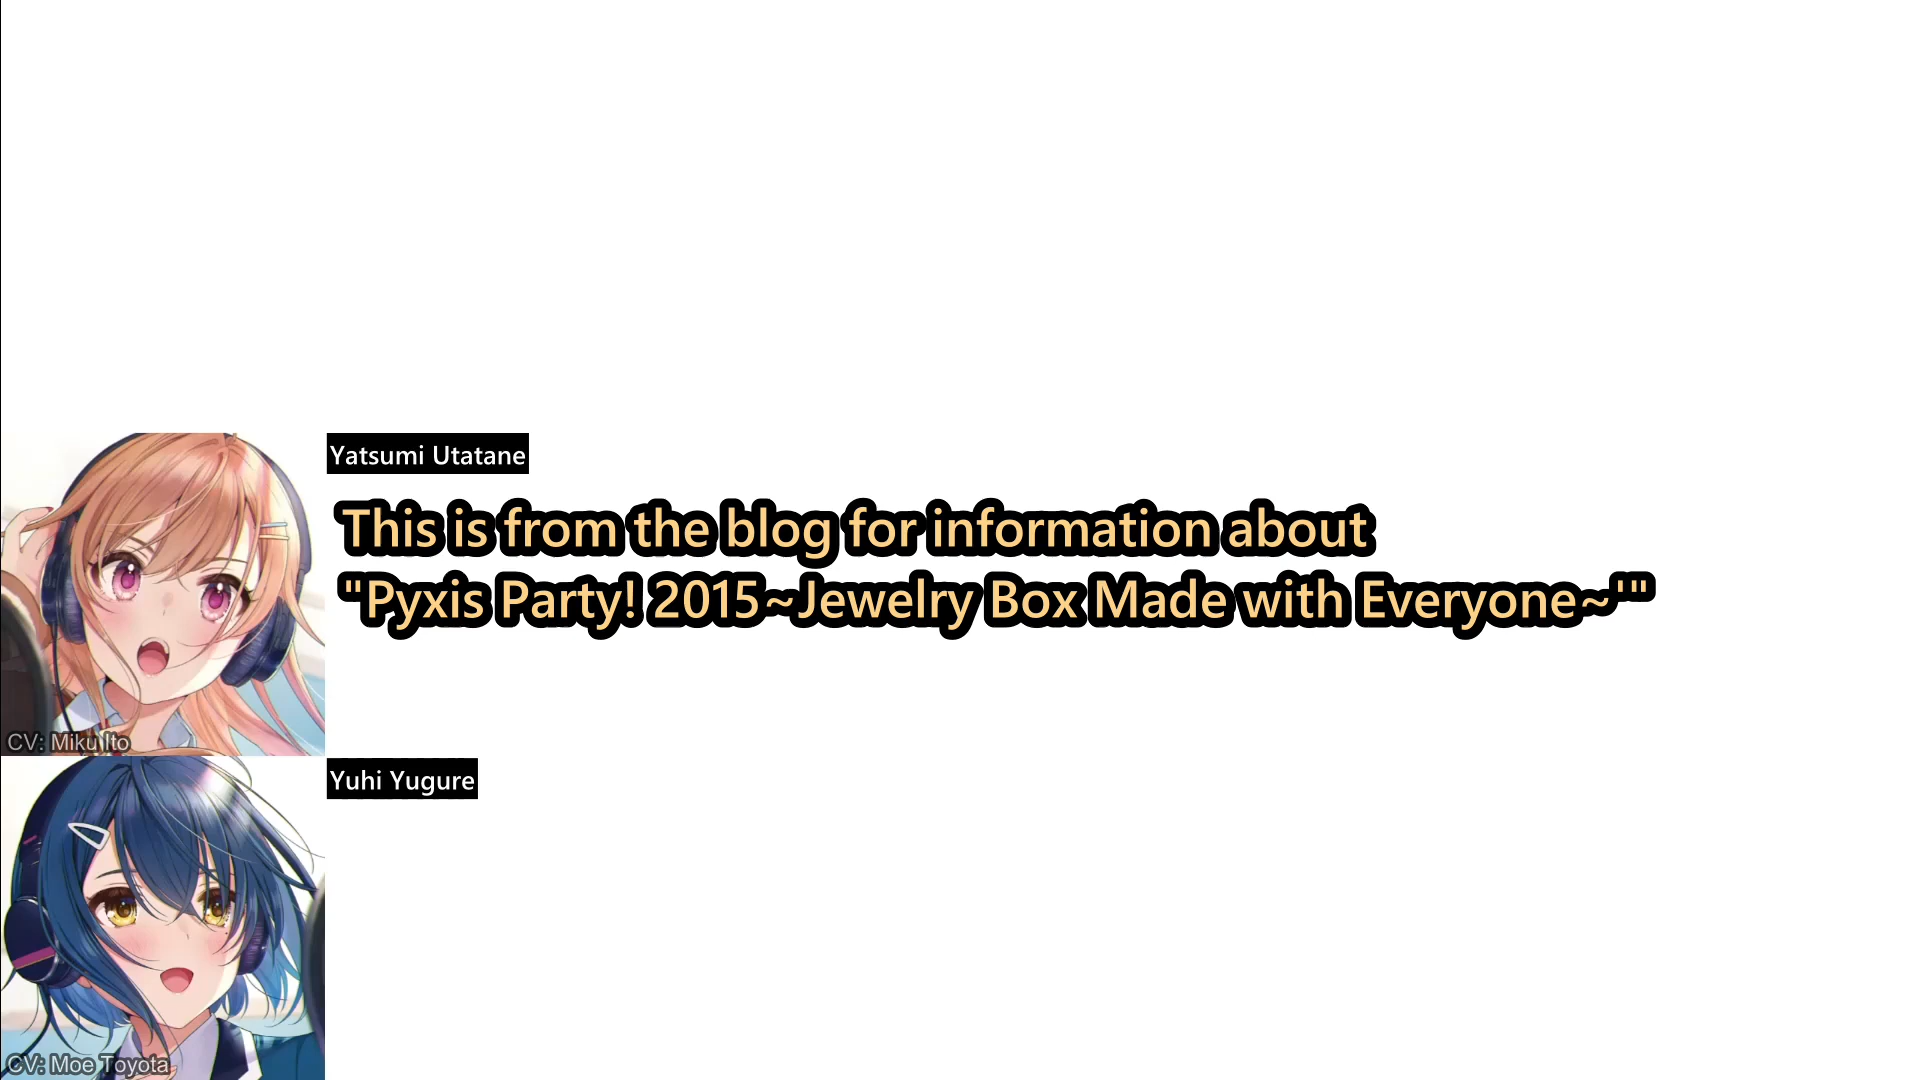 Yatsumi Utatane
This is from the blog for information about
"Pyxis Party! 2015~Jewelry Box Made with Everyone~'"
CV: Miku Ito
Yuhi Yugure
CV: Moe Toyota